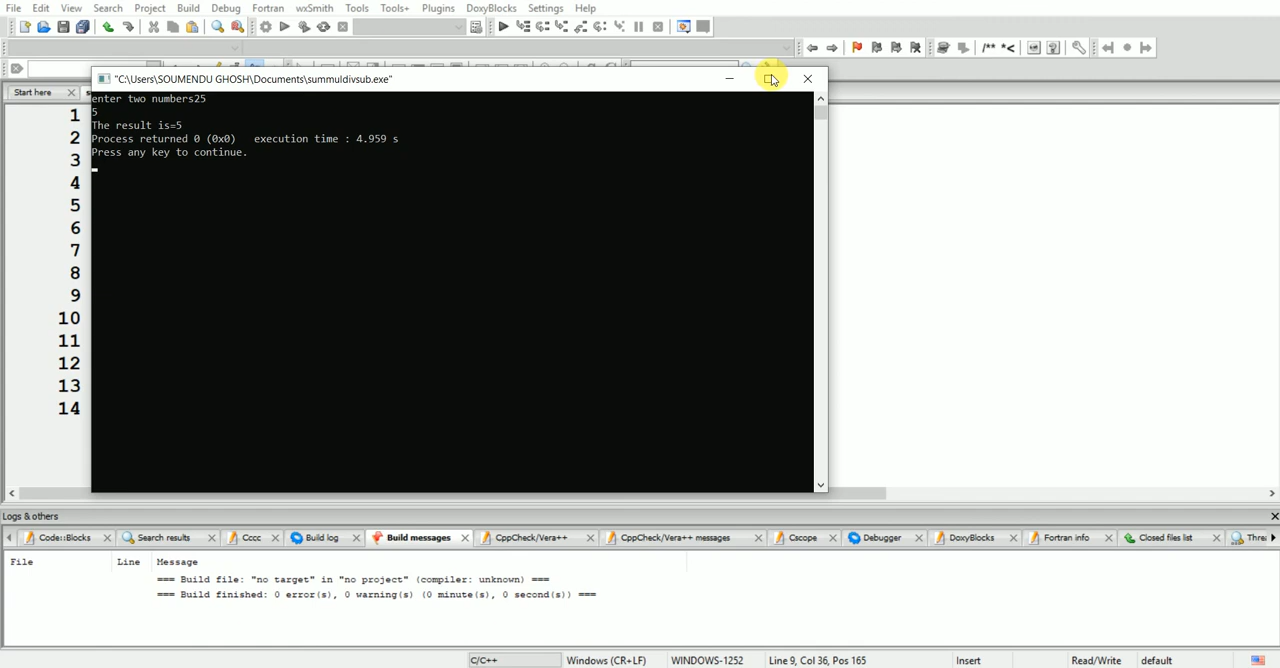 File Edit View Search Project Build Debug Fortran wxSmith Tools Tools+ Plugins DoxyBlocks Settings Help
/** *<
"C:\Users\SOUMENDU GHOSH\Documents\summuldivsub.exe"
Start here
enter two numbers25
5
The result is=5
Process returned 0 (0x0) execution time : 4.959 s
Press any key to continue.
1
2
3
4
5
6
7
8
9
10
11
12
13
14
Logs & others
Code::Blocks Search results Cccc Build log Build messages CppCheck/Vera++ CppCheck/Vera++ messages Cscope Debugger DoxyBlocks Fortran info Closed files list Threa
File Line Message
=== Build file: "no target" in "no project" (compiler: unknown) ===
=== Build finished: 0 error(s), 0 warning(s) (0 minute(s), 0 second(s)) ===
C/C++ Windows (CR+LF) WINDOWS-1252 Line 9, Col 36, Pos 165 Insert Read/Write default